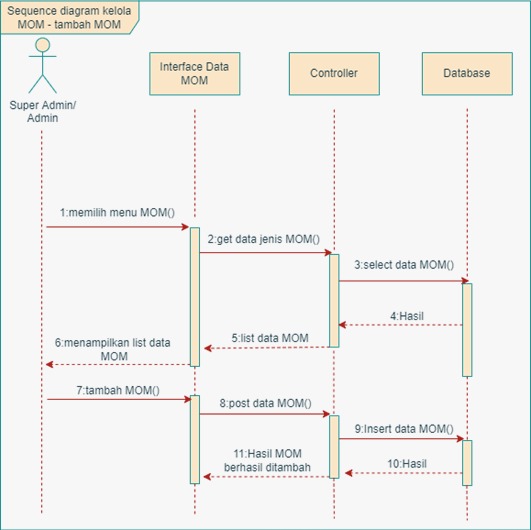 Sequence diagram kelola
MOM - tambah MOM
Interface Data
MOM
Controller
Database
Super Admin/
Admin
1:memilih menu MOM()
2:get data jenis MOM()
3:select data MOM()
4:Hasil
5:list data MOM
6:menampilkan list data
MOM
7:tambah MOM()
8:post data MOM()
9:Insert data MOM()
10:Hasil
11:Hasil MOM
berhasil ditambah